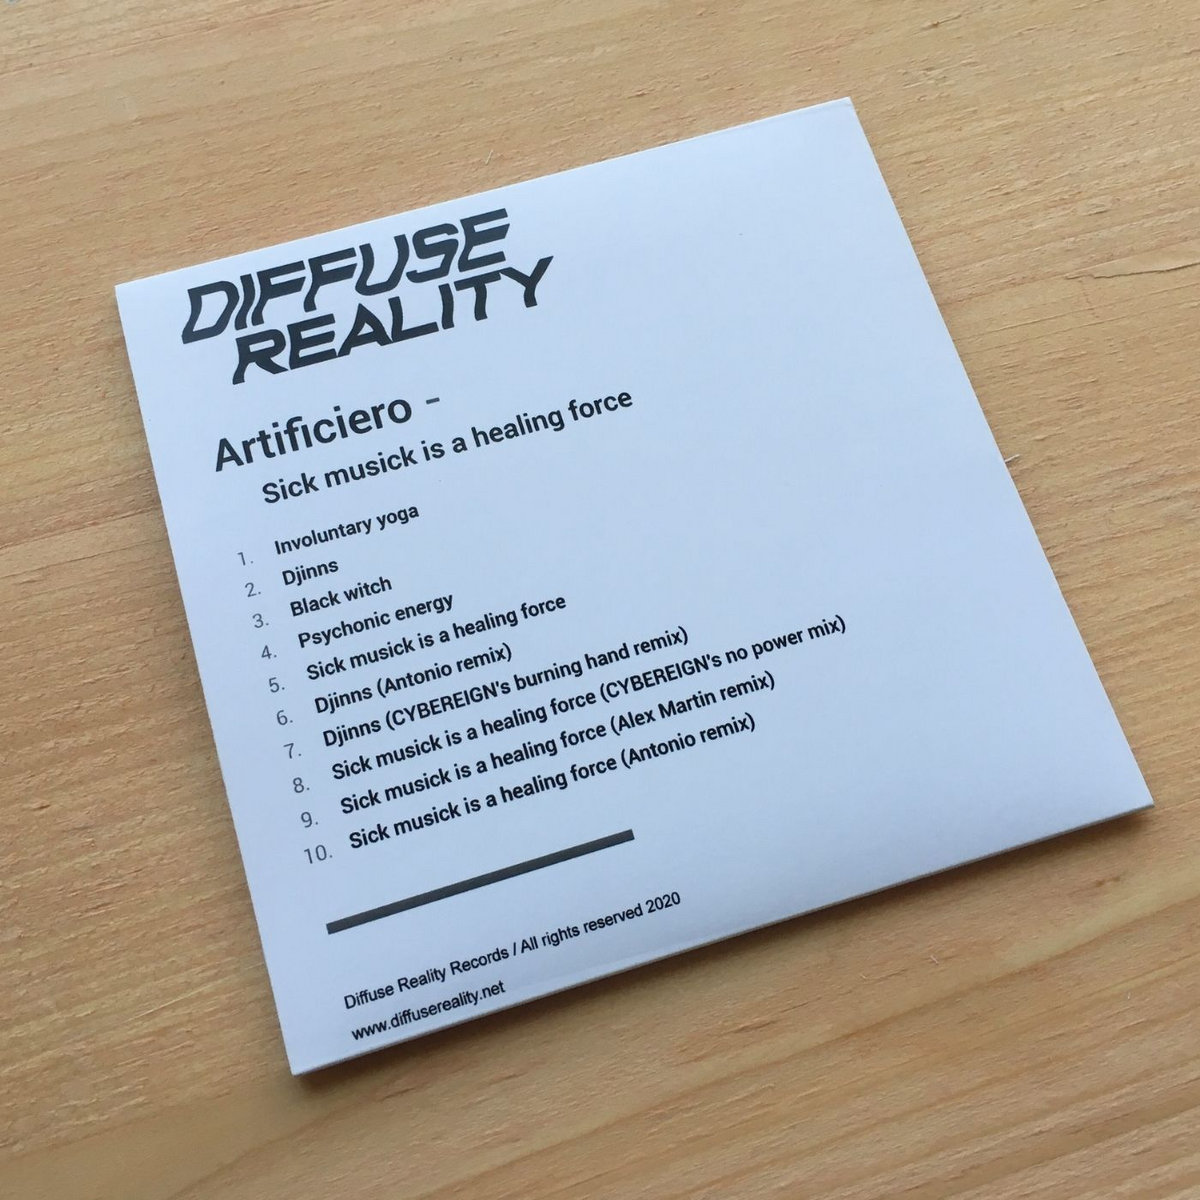 DIFFUSE
REALITY
Artificiero -
Sick musick is a healing force
1. Involuntary yoga
2. Djinns
3. Black witch
4. Psychonic energy
5. Sick musick is a healing force
6. Djinns (Antonio remix)
7. Djinns (CYBEREIGN's burning hand remix)
8. Sick musick is a healing force (CYBEREIGN's no power mix)
9. Sick musick is a healing force (Alex Martin remix)
10. Sick musick is a healing force (Antonio remix)
Diffuse Reality Records / All rights reserved 2020
www.diffusereality.net